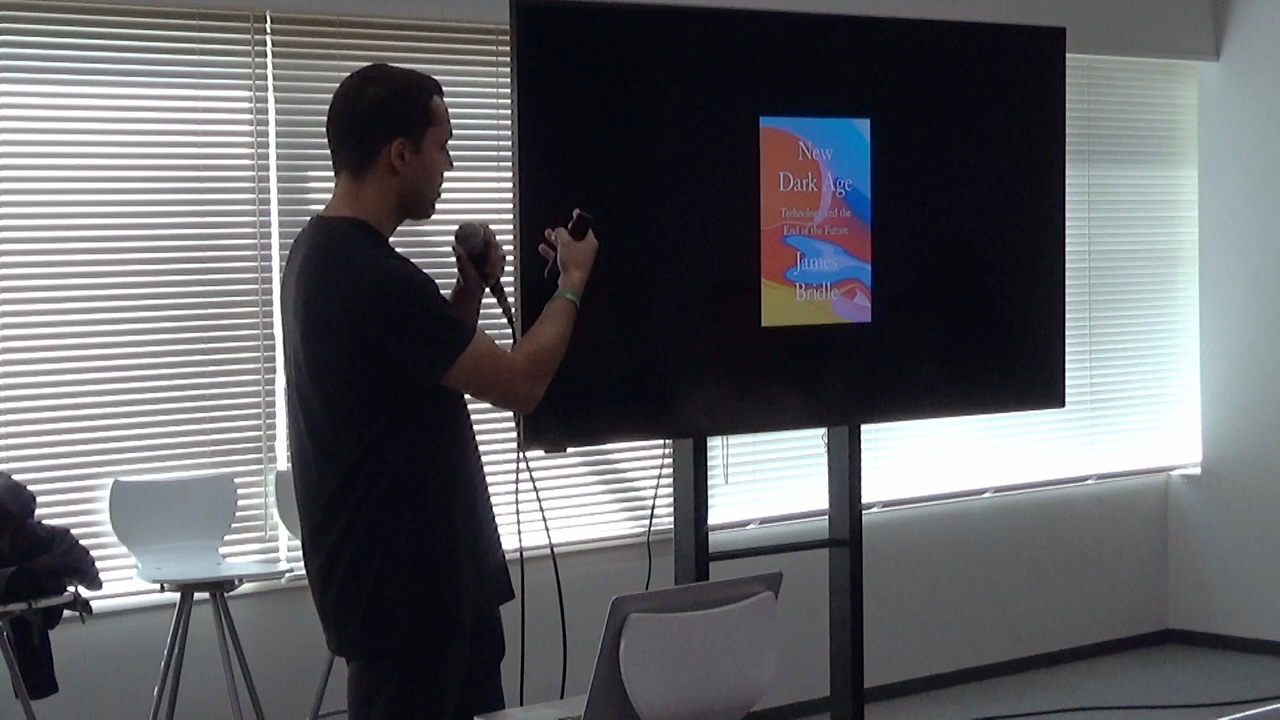 New
Dark Age
Technology and the
End of the Future
James
Bridle